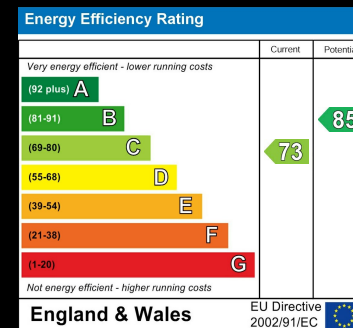 Energy Efficiency Rating
Current Potentia
Very energy efficient - lower running costs
(92 plus) A
(81-91) B 85
(69-80) C 73
(55-68) D
(39-54) E
(21-38) F
(1-20) G
Not energy efficient - higher running costs
England & Wales
EU Directive
2002/91/EC